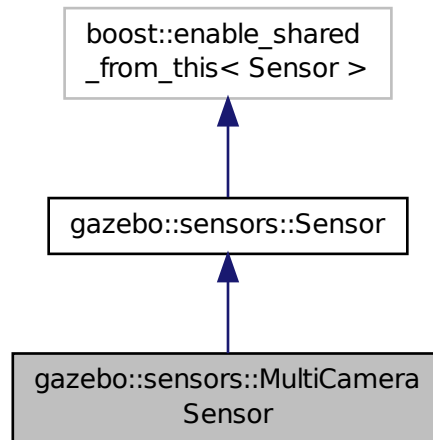 boost::enable_shared
_from_this< Sensor >
gazebo::sensors::Sensor
gazebo::sensors::MultiCamera
Sensor